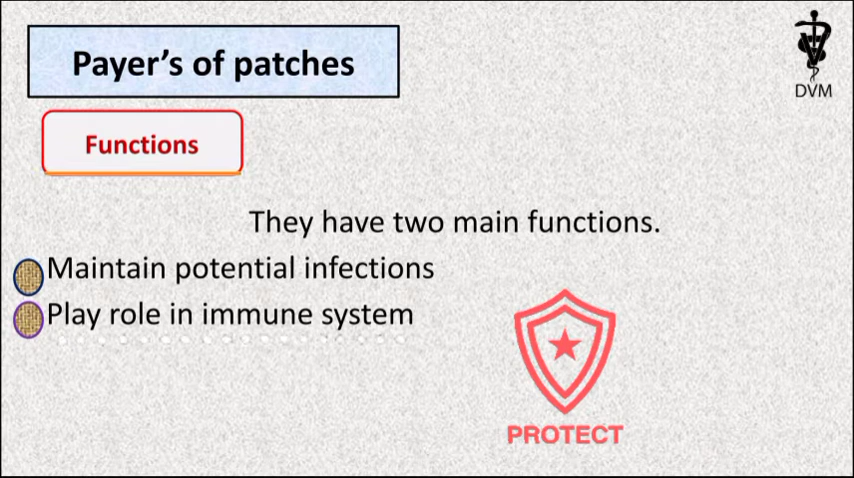 Payer's of patches
DVM
Functions
They have two main functions.
Maintain potential infections
Play role in immune system
PROTECT